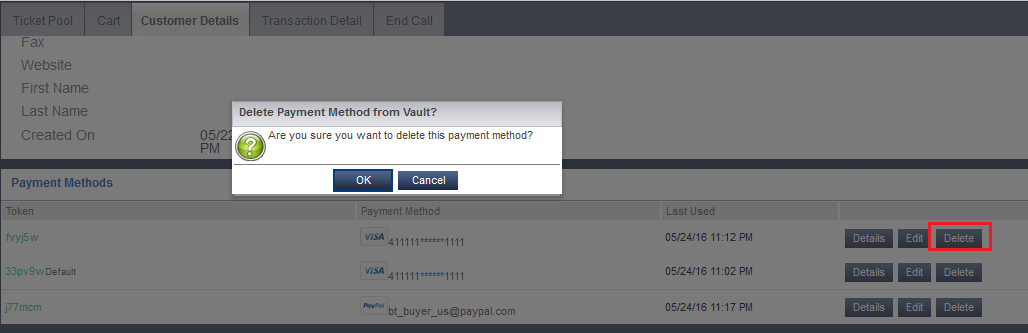 Ticket Pool Cart Customer Details Transaction Detail End Call
Fax
Website
First Name
Last Name
Created On 05/22
PM
Delete Payment Method from Vault?
Are you sure you want to delete this payment method?
OK Cancel
Payment Methods
Token Payment Method Last Used
fvyj5w VISA 411111******1111 05/24/16 11:12 PM Details Edit Delete
33pv9wDefault VISA 411111******1111 05/24/16 11:02 PM Details Edit Delete
j77mcm PayPal bt_buyer_us@paypal.com 05/24/16 11:17 PM Details Edit Delete